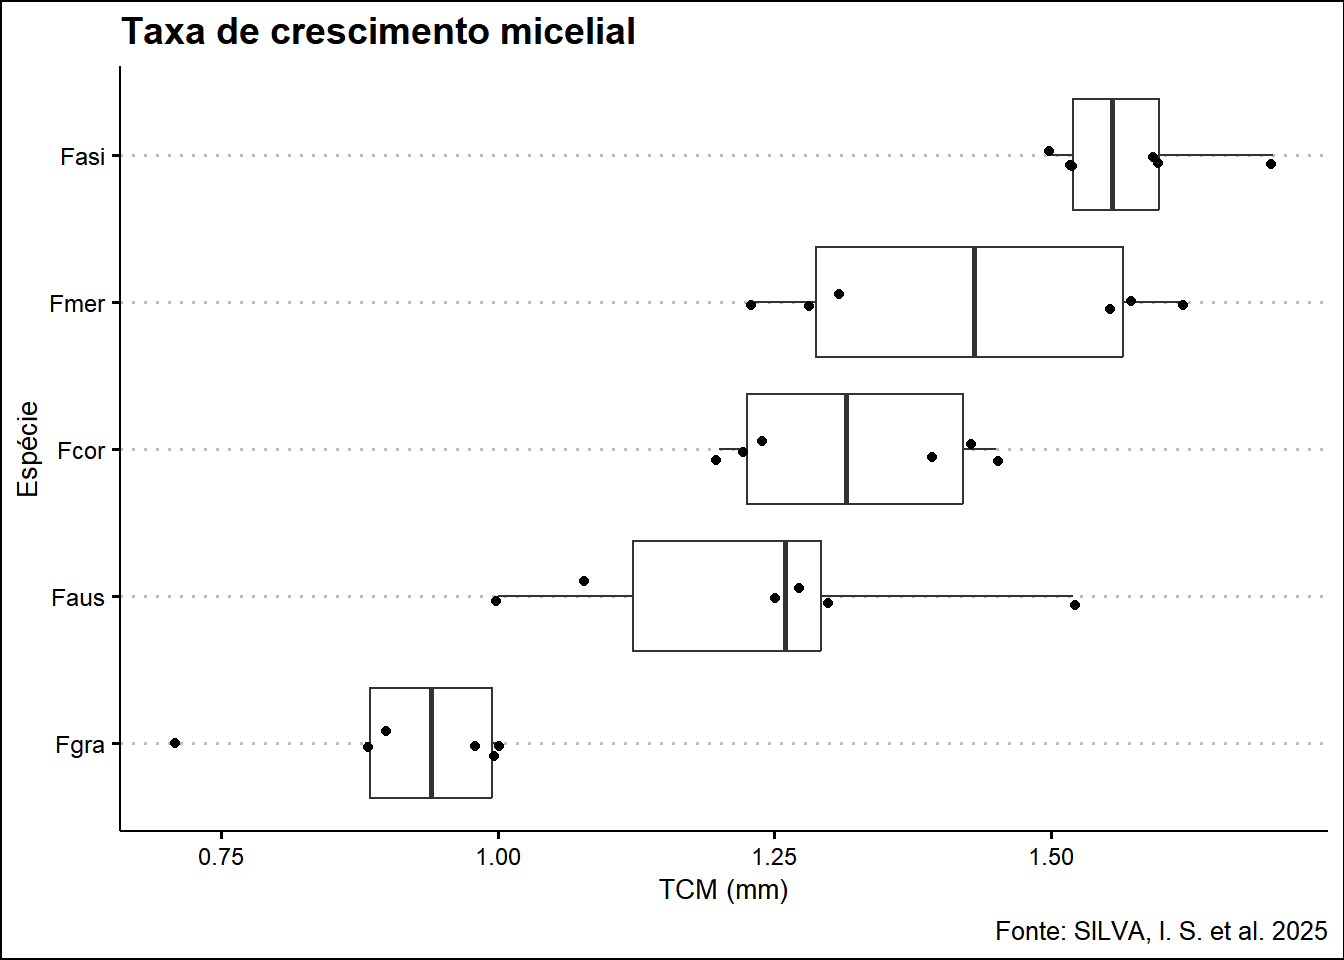 Taxa de crescimento micelial
Espécie
Fasi
Fmer
Fcor
Faus
Fgra
0.75 1.00 1.25 1.50
TCM (mm)
Fonte: SILVA, I. S. et al. 2025